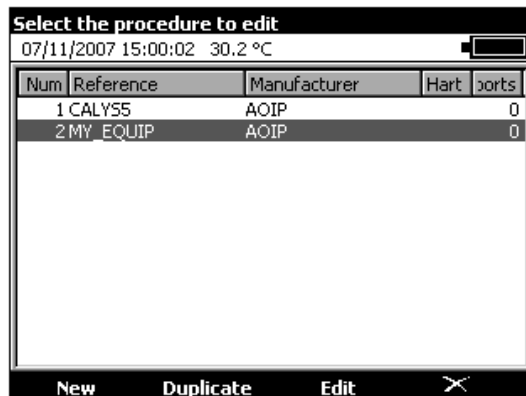 Select the procedure to edit
07/11/2007 15:00:02 30.2 °C
Num Reference Manufacturer Hart ports
1 CALYS5 AOIP 0
2 MY_EQUIP AOIP 0
New Duplicate Edit